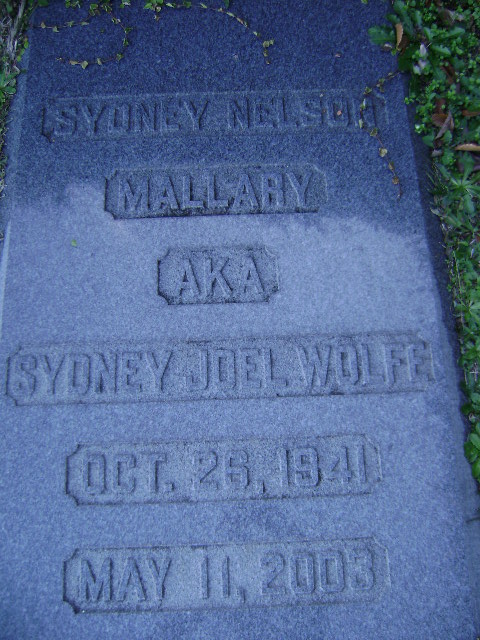 SYDNEY NELSON
MALLARY
AKA
SYDNEY JOEL WOLFE
OCT. 26, 1941
MAY 11, 2003